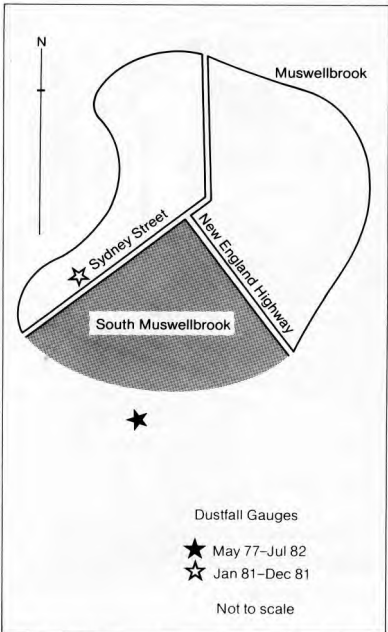 N
Muswellbrook
Sydney Street
New England Highway
South Muswellbrook
Dustfall Gauges
May 77–Jul 82
Jan 81–Dec 81
Not to scale